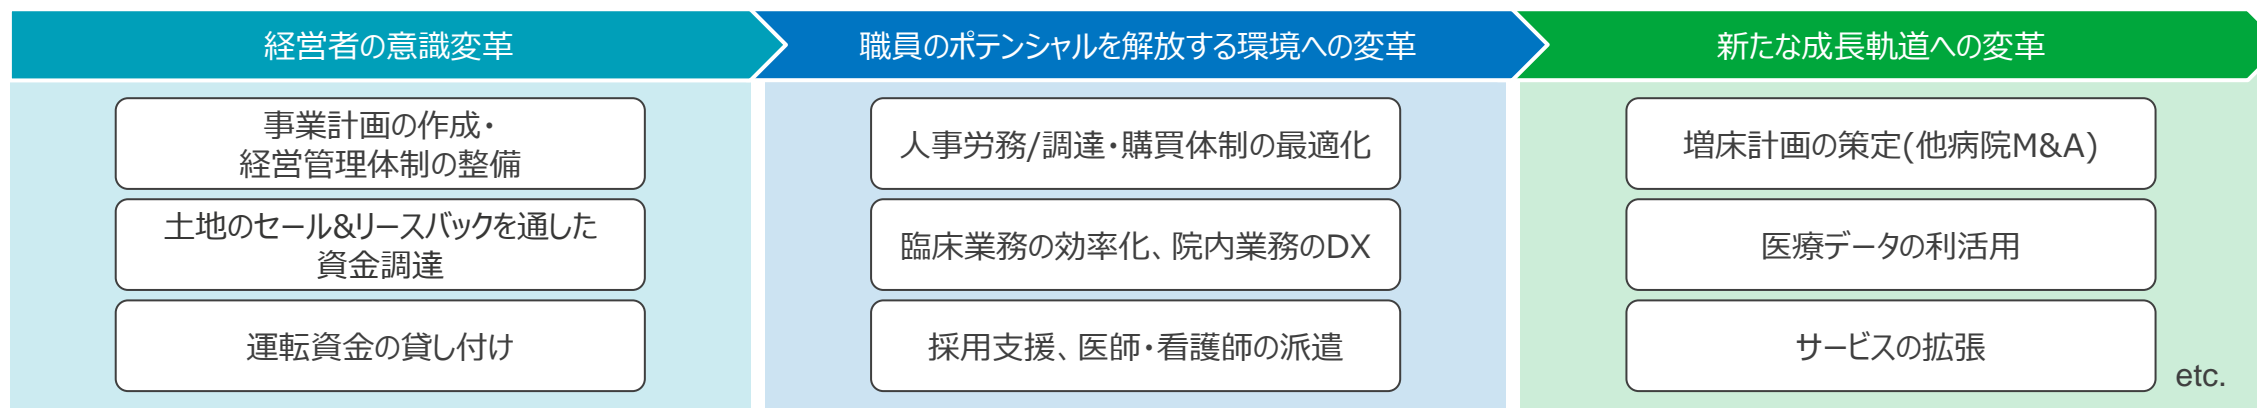 経営者の意識変革
職員のポテンシャルを解放する環境への変革
新たな成長軌道への変革
事業計画の作成・
経営管理体制の整備
土地のセール&リースバックを通した
資金調達
運転資金の貸し付け
人事労務/調達・購買体制の最適化
臨床業務の効率化、院内業務のDX
採用支援、医師・看護師の派遣
増床計画の策定(他病院M&A)
医療データの利活用
サービスの拡張
etc.